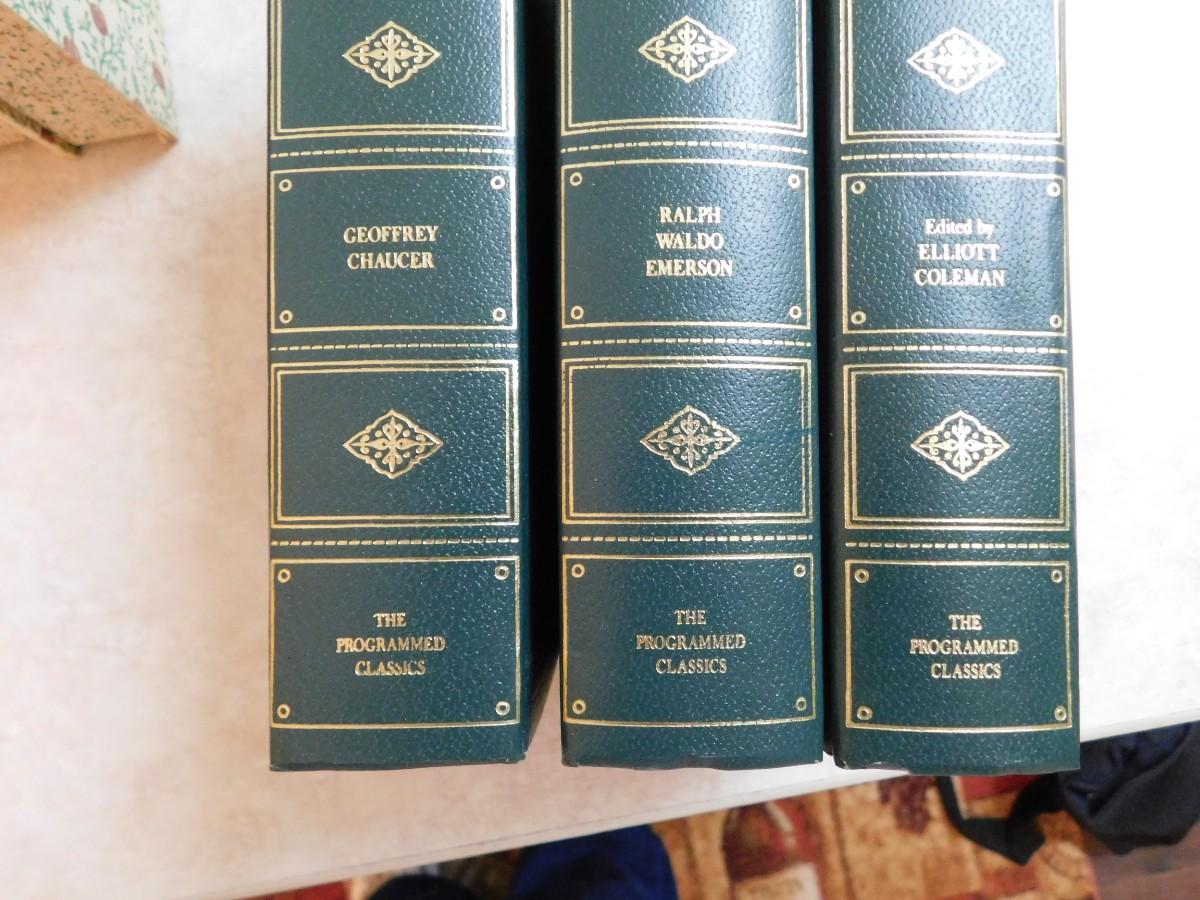 GEOFFREY
CHAUCER
THE
PROGRAMMED
CLASSICS
RALPH
WALDO
EMERSON
THE
PROGRAMMED
CLASSICS
Edited by
ELLIOTT
COLEMAN
THE
PROGRAMMED
CLASSICS